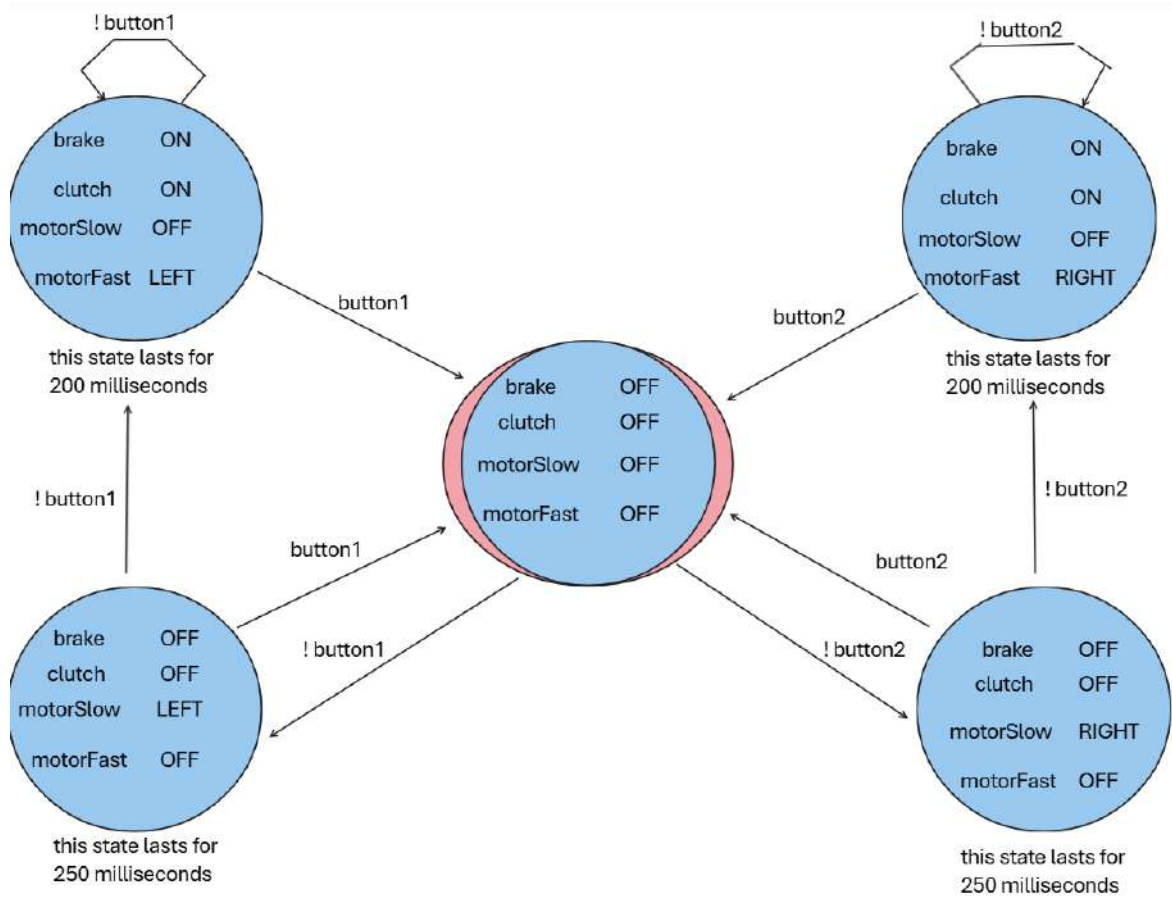 ! button1
! button2
brake ON
clutch ON
motorSlow OFF
motorFast LEFT
this state lasts for
200 milliseconds
brake ON
clutch ON
motorSlow OFF
motorFast RIGHT
this state lasts for
200 milliseconds
button1
button2
brake OFF
clutch OFF
motorSlow OFF
motorFast OFF
! button1
! button2
button1
button2
! button1
! button2
brake OFF
clutch OFF
motorSlow LEFT
motorFast OFF
this state lasts for
250 milliseconds
brake OFF
clutch OFF
motorSlow RIGHT
motorFast OFF
this state lasts for
250 milliseconds